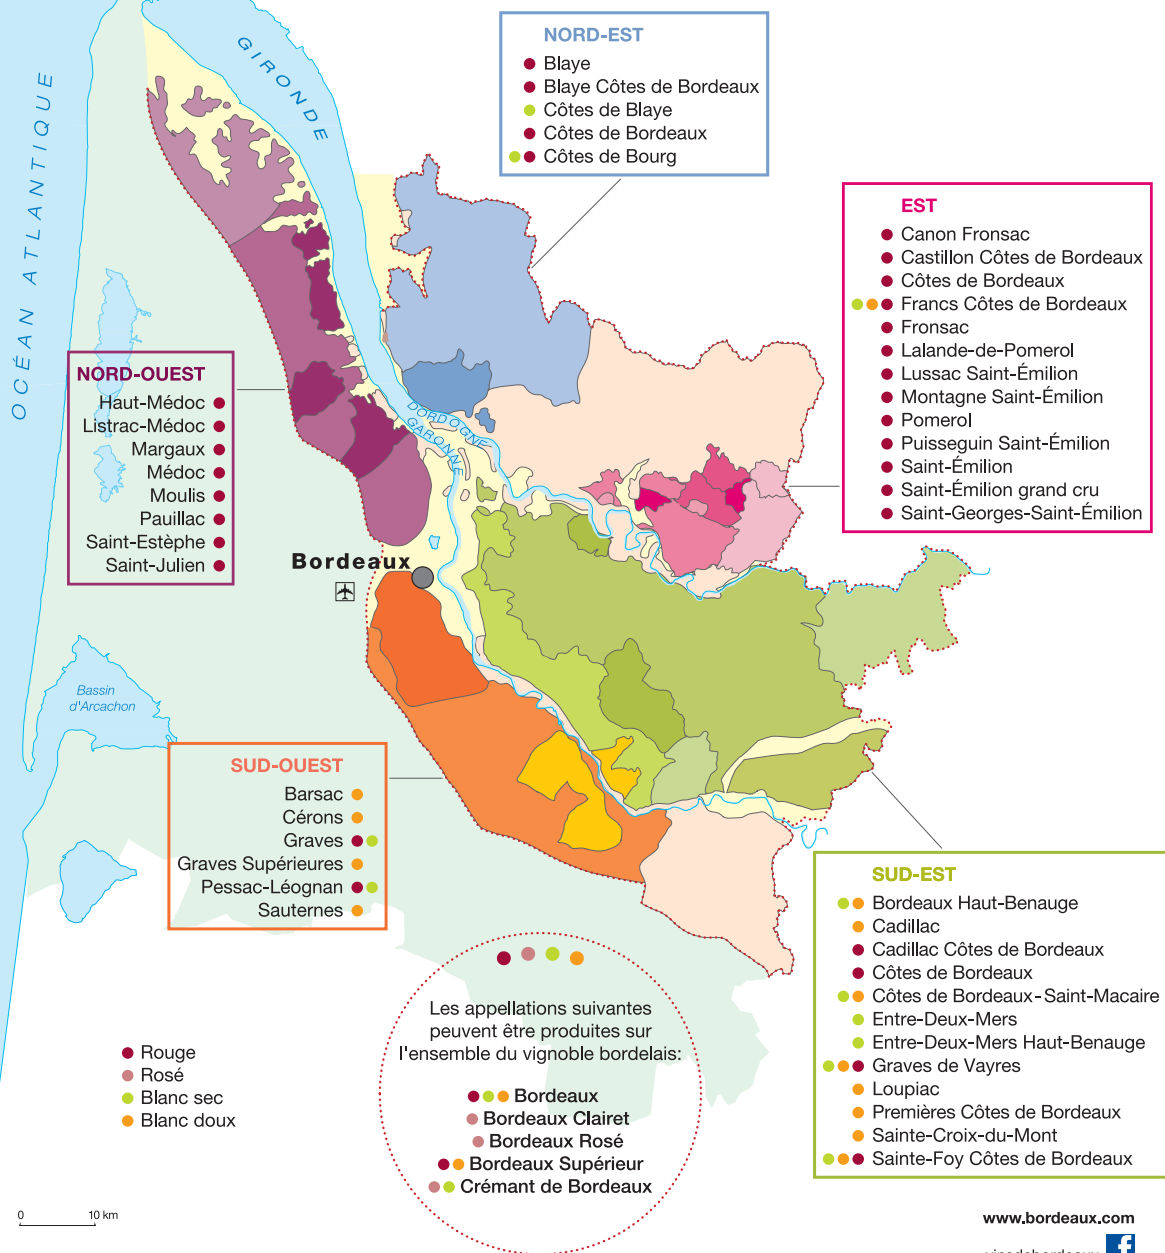 OCÉAN ATLANTIQUE
GIRONDE
NORD-EST
Blaye
Blaye Côtes de Bordeaux
Côtes de Blaye
Côtes de Bordeaux
Côtes de Bourg
EST
Canon Fronsac
Castillon Côtes de Bordeaux
Côtes de Bordeaux
Francs Côtes de Bordeaux
Fronsac
Lalande-de-Pomerol
Lussac Saint-Émilion
Montagne Saint-Émilion
Pomerol
Puisseguin Saint-Émilion
Saint-Émilion
Saint-Émilion grand cru
Saint-Georges-Saint-Émilion
NORD-OUEST
Haut-Médoc
Listrac-Médoc
Margaux
Médoc
Moulis
Pauillac
Saint-Estèphe
Saint-Julien
DORDOGNE
GARONNE
Bordeaux
Bassin
d'Arcachon
SUD-OUEST
Barsac
Cérons
Graves
Graves Supérieures
Pessac-Léognan
Sauternes
SUD-EST
Bordeaux Haut-Benauge
Cadillac
Cadillac Côtes de Bordeaux
Côtes de Bordeaux
Côtes de Bordeaux-Saint-Macaire
Entre-Deux-Mers
Entre-Deux-Mers Haut-Benauge
Graves de Vayres
Loupiac
Premières Côtes de Bordeaux
Sainte-Croix-du-Mont
Sainte-Foy Côtes de Bordeaux
Les appellations suivantes
peuvent être produites sur
l'ensemble du vignoble bordelais:
Bordeaux
Bordeaux Clairet
Bordeaux Rosé
Bordeaux Supérieur
Crémant de Bordeaux
Rouge
Rosé
Blanc sec
Blanc doux
0 10 km
www.bordeaux.com